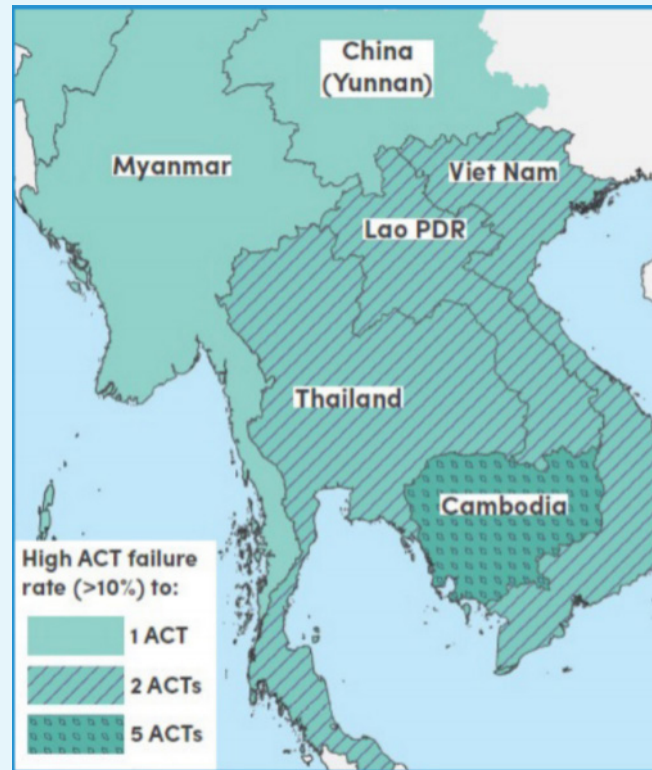 China
(Yunnan)
Myanmar
Viet Nam
Lao PDR
Thailand
Cambodia
High ACT failure
rate (>10%) to:
1 ACT
2 ACTs
5 ACTs